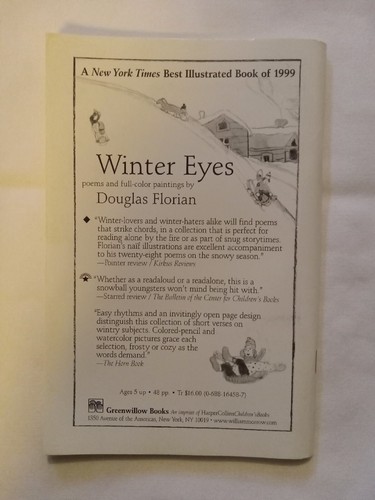 A New York Times Best Illustrated Book of 1999
Winter Eyes
poems and full-color paintings by
Douglas Florian
"Winter-lovers and winter-haters alike will find poems
that strike chords, in a collection that is perfect for
reading alone by the fire or as part of snug storytimes.
Florian's naïf illustrations are excellent accompaniment
to his twenty-eight poems on the snowy season."
—Pointer review / Kirkus Reviews
"Whether as a readaloud or a readalone, this is a
snowball youngsters won't mind being hit with."
—Starred review / The Bulletin of the Center for Children's Books
"Easy rhythms and an invitingly open page design
distinguish this collection of short verses on
wintry subjects. Colored-pencil and
watercolor pictures grace each
selection, frosty or cozy as the
words demand."
—The Horn Book
Ages 5 up • 48 pp. • Tr $16.00 (0-688-16458-7)
Greenwillow Books An imprint of HarperCollinsChildren'sBooks
1350 Avenue of the Americas, New York, NY 10019 • www.williammorrow.com